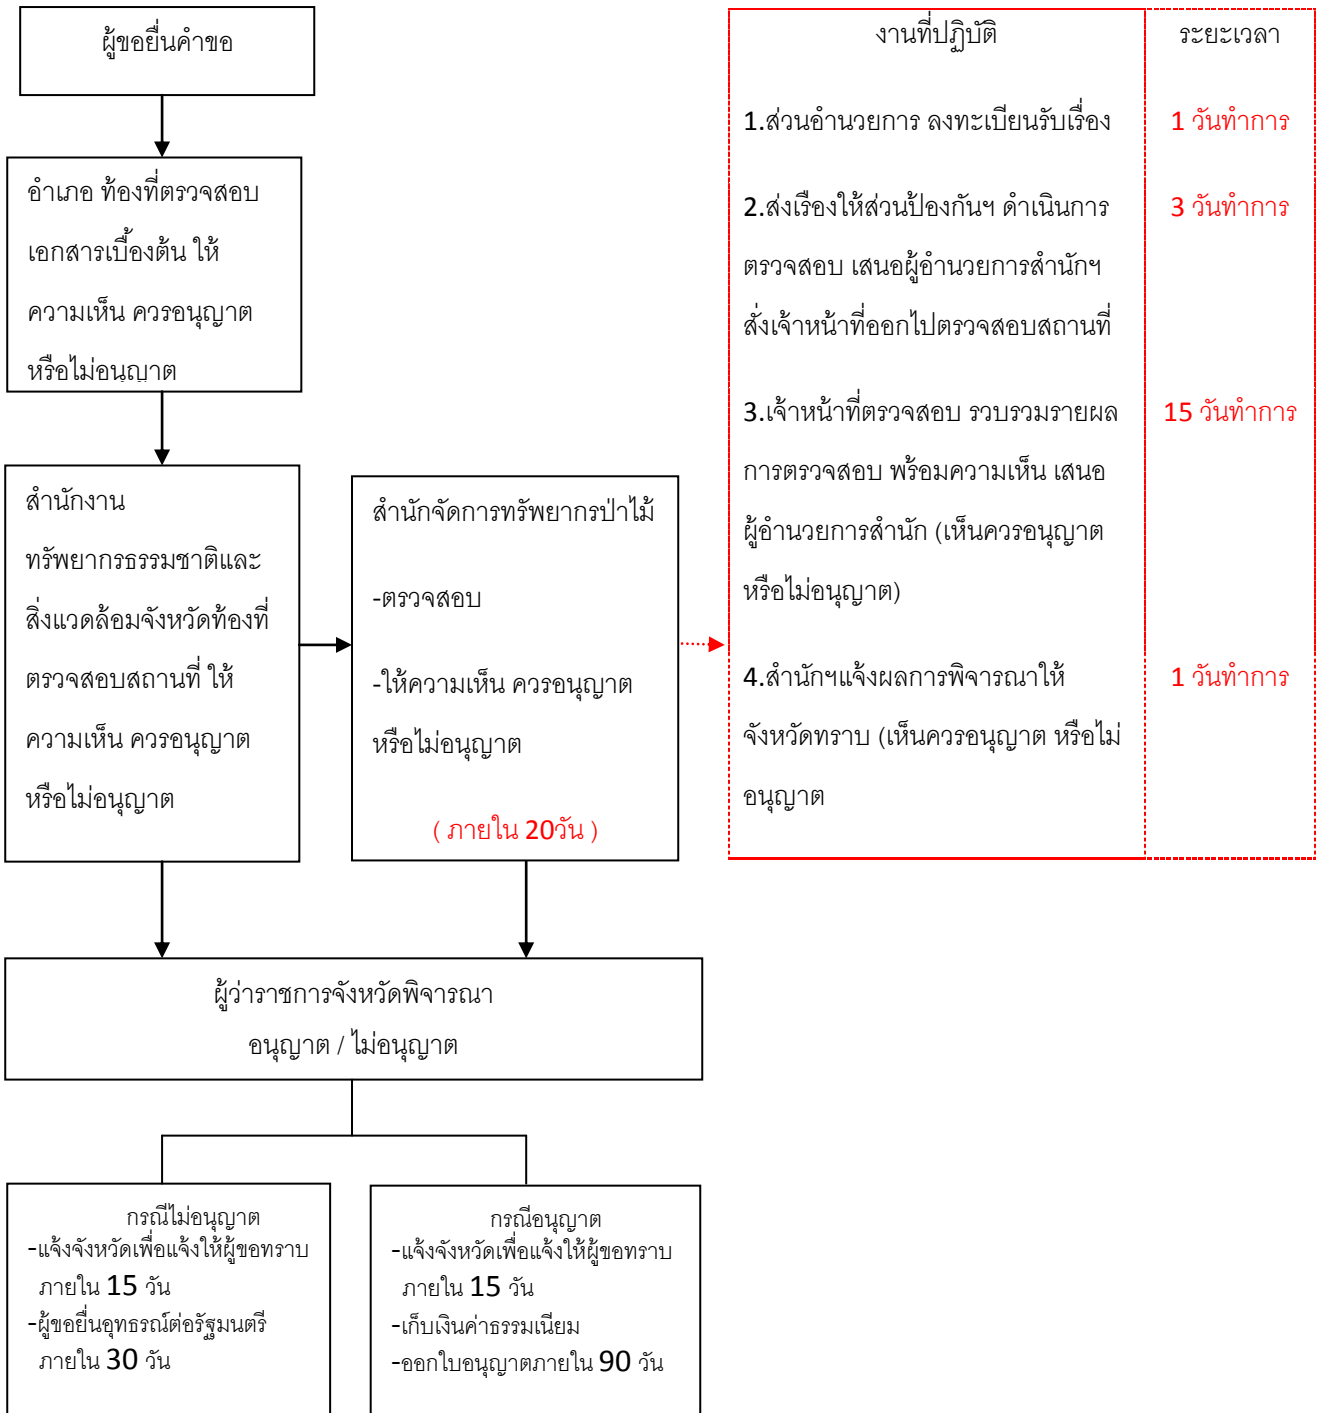 ผู้ขอยื่นคำขอ
อำเภอ ท้องที่ตรวจสอบ
เอกสารเบื้องต้น ให้
ความเห็น ควรอนุญาต
หรือไม่อนุญาต
สำนักงาน
ทรัพยากรธรรมชาติและ
สิ่งแวดล้อมจังหวัดท้องที่
ตรวจสอบสถานที่ ให้
ความเห็น ควรอนุญาต
หรือไม่อนุญาต
สำนักจัดการทรัพยากรป่าไม้
-ตรวจสอบ
-ให้ความเห็น ควรอนุญาต
หรือไม่อนุญาต
( ภายใน 20วัน )
งานที่ปฏิบัติ ระยะเวลา
1.ส่วนอำนวยการ ลงทะเบียนรับเรื่อง 1 วันทำการ
2.ส่งเรื่องให้ส่วนป้องกันฯ ดำเนินการ 3 วันทำการ
ตรวจสอบ เสนอผู้อำนวยการสำนักฯ
สั่งเจ้าหน้าที่ออกไปตรวจสอบสถานที่
3.เจ้าหน้าที่ตรวจสอบ รวบรวมรายผล 15 วันทำการ
การตรวจสอบ พร้อมความเห็น เสนอ
ผู้อำนวยการสำนัก (เห็นควรอนุญาต
หรือไม่อนุญาต)
4.สำนักฯแจ้งผลการพิจารณาให้ 1 วันทำการ
จังหวัดทราบ (เห็นควรอนุญาต หรือไม่
อนุญาต
ผู้ว่าราชการจังหวัดพิจารณา
อนุญาต / ไม่อนุญาต
กรณีไม่อนุญาต
-แจ้งจังหวัดเพื่อแจ้งให้ผู้ขอทราบ
ภายใน 15 วัน
-ผู้ขอยื่นอุทธรณ์ต่อรัฐมนตรี
ภายใน 30 วัน
กรณีอนุญาต
-แจ้งจังหวัดเพื่อแจ้งให้ผู้ขอทราบ
ภายใน 15 วัน
-เก็บเงินค่าธรรมเนียม
-ออกใบอนุญาตภายใน 90 วัน